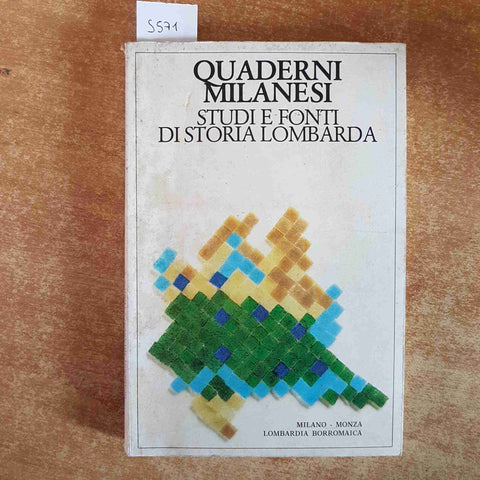 S571
QUADERNI
MILANESI
STUDI E FONTI
DI STORIA LOMBARDA
MILANO - MONZA
LOMBARDIA BORROMAICA